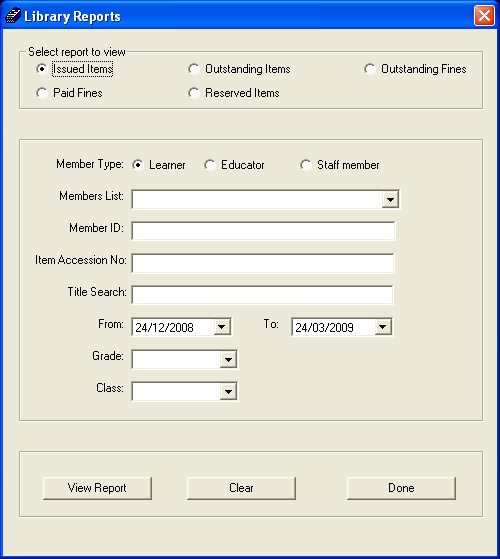 Library Reports
Select report to view
Issued Items Outstanding Items Outstanding Fines
Paid Fines Reserved Items
Member Type: Learner Educator Staff member
Members List:
Member ID:
Item Accession No:
Title Search:
From: 24/12/2008 To: 24/03/2009
Grade:
Class:
View Report Clear Done